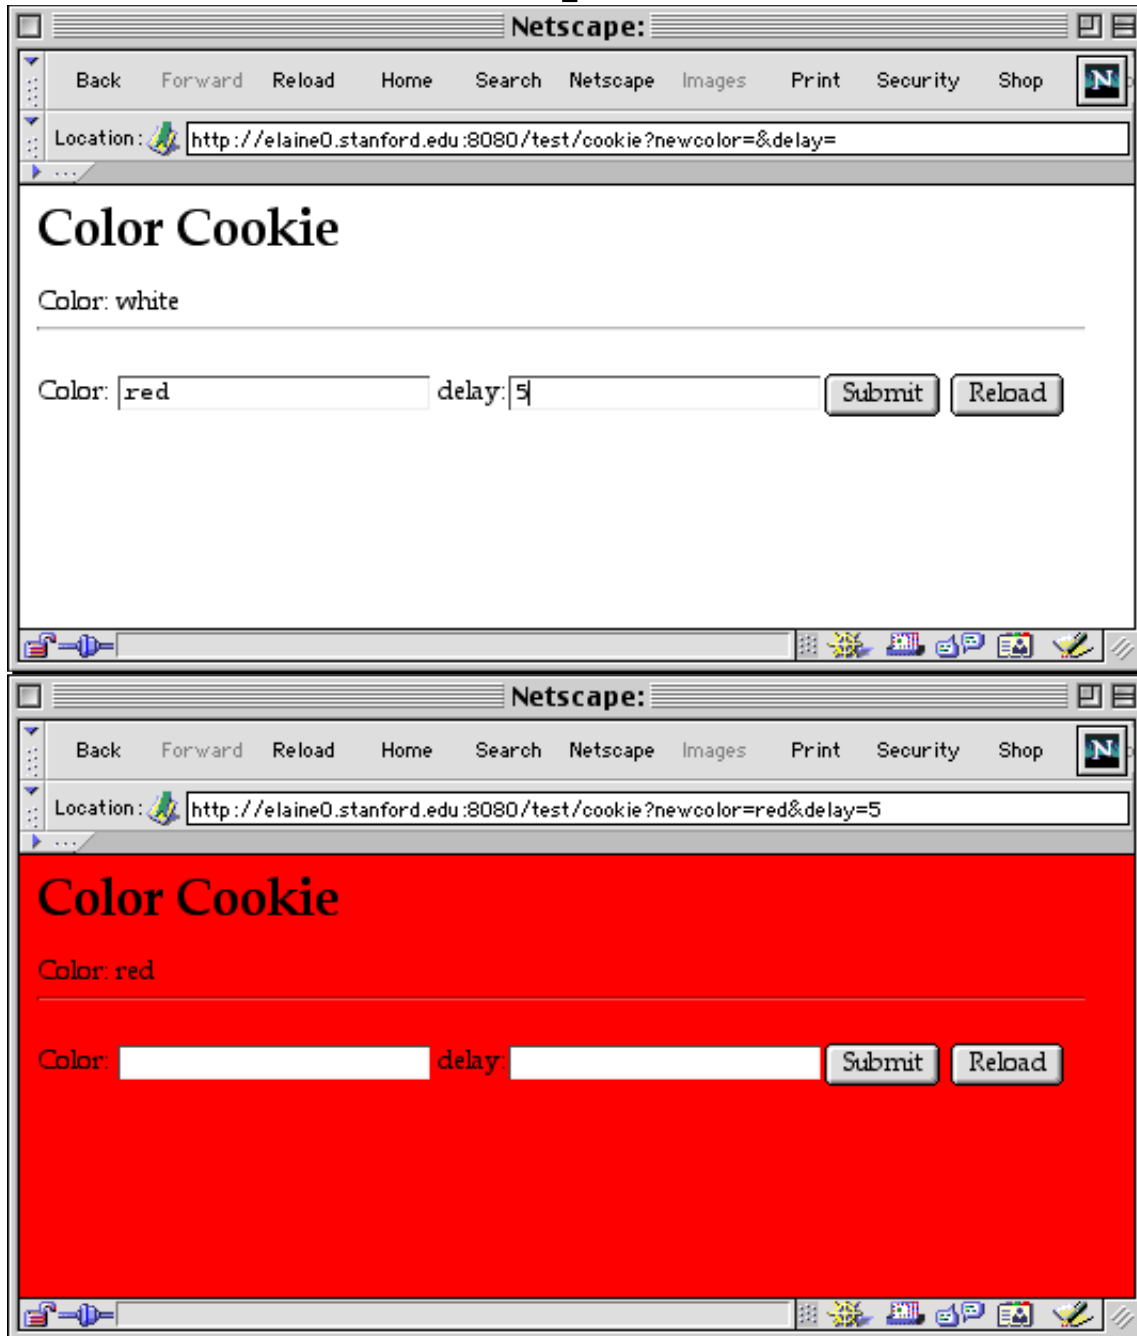 Netscape:
Back Forward Reload Home Search Netscape Images Print Security Shop N
Location: http://elaine0.stanford.edu:8080/test/cookie?newcolor=&delay=
...
Color Cookie
Color: white
Color: red delay: 5 Submit Reload
Netscape:
Back Forward Reload Home Search Netscape Images Print Security Shop N
Location: http://elaine0.stanford.edu:8080/test/cookie?newcolor=red&delay=5
...
Color Cookie
Color: red
Color: delay: Submit Reload